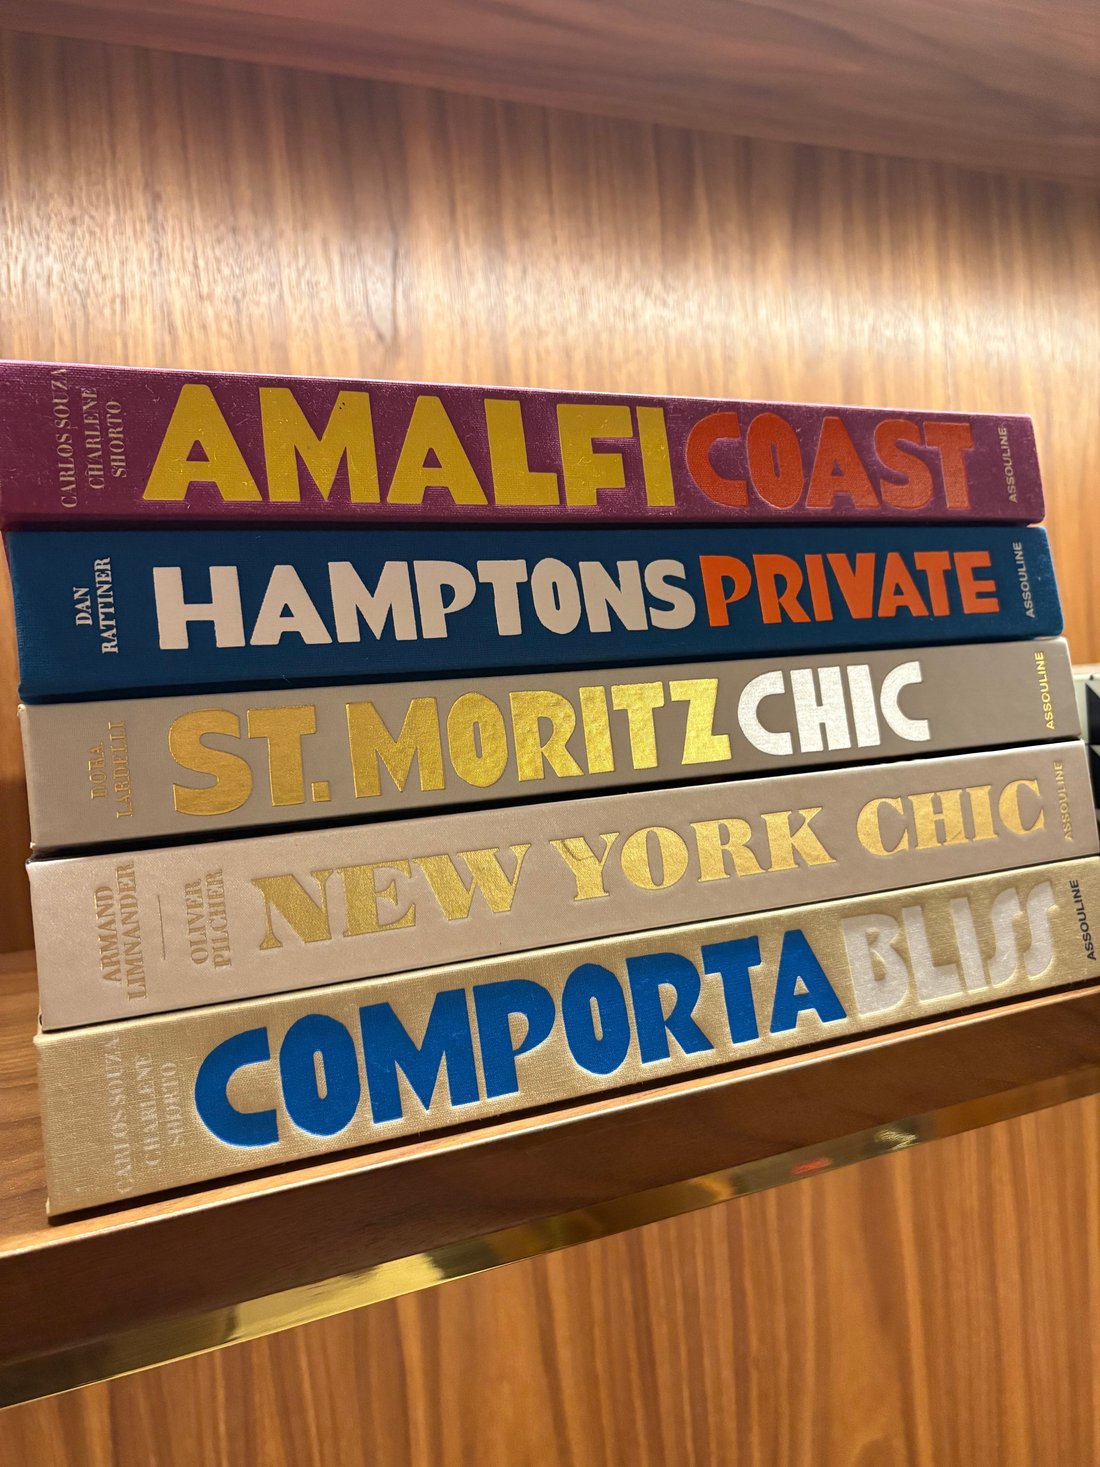 CARLOS SOUZA
CHARLENE
SHORTO
AMALFI COAST
ASSOULINE
DAN
RATTINER
HAMPTONS PRIVATE
ASSOULINE
DORA
LARDELLI
ST. MORITZ CHIC
ASSOULINE
ARMAND
LIMNANDER
OLIVER
PILCHER
NEW YORK CHIC
ASSOULINE
CARLOS SOUZA
CHARLENE
SHORTO
COMPORTA BLISS
ASSOULINE